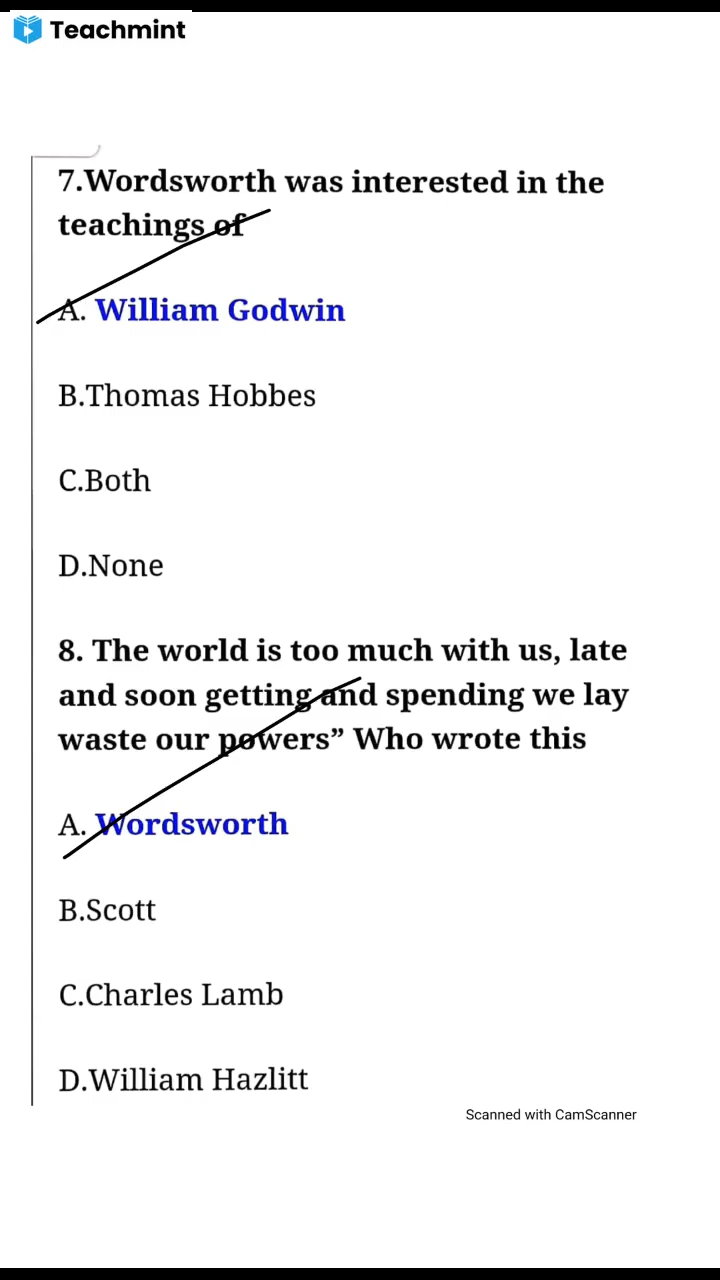 Teachmint
7.Wordsworth was interested in the
teachings of
A. William Godwin
B.Thomas Hobbes
C.Both
D.None
8. The world is too much with us, late
and soon getting and spending we lay
waste our powers” Who wrote this
A. Wordsworth
B.Scott
C.Charles Lamb
D.William Hazlitt
Scanned with CamScanner